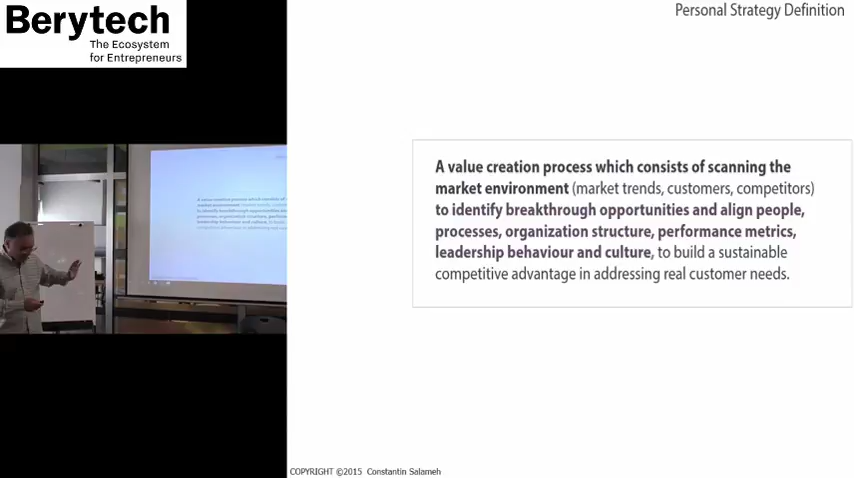 Berytech
The Ecosystem
for Entrepreneurs
Personal Strategy Definition
A value creation process which consists of scanning the
market environment (market trends, customers, competitors)
to identify breakthrough opportunities and align people,
processes, organization structure, performance metrics,
leadership behaviour and culture, to build a sustainable
competitive advantage in addressing real customer needs.
COPYRIGHT ©2015 Constantin Salameh